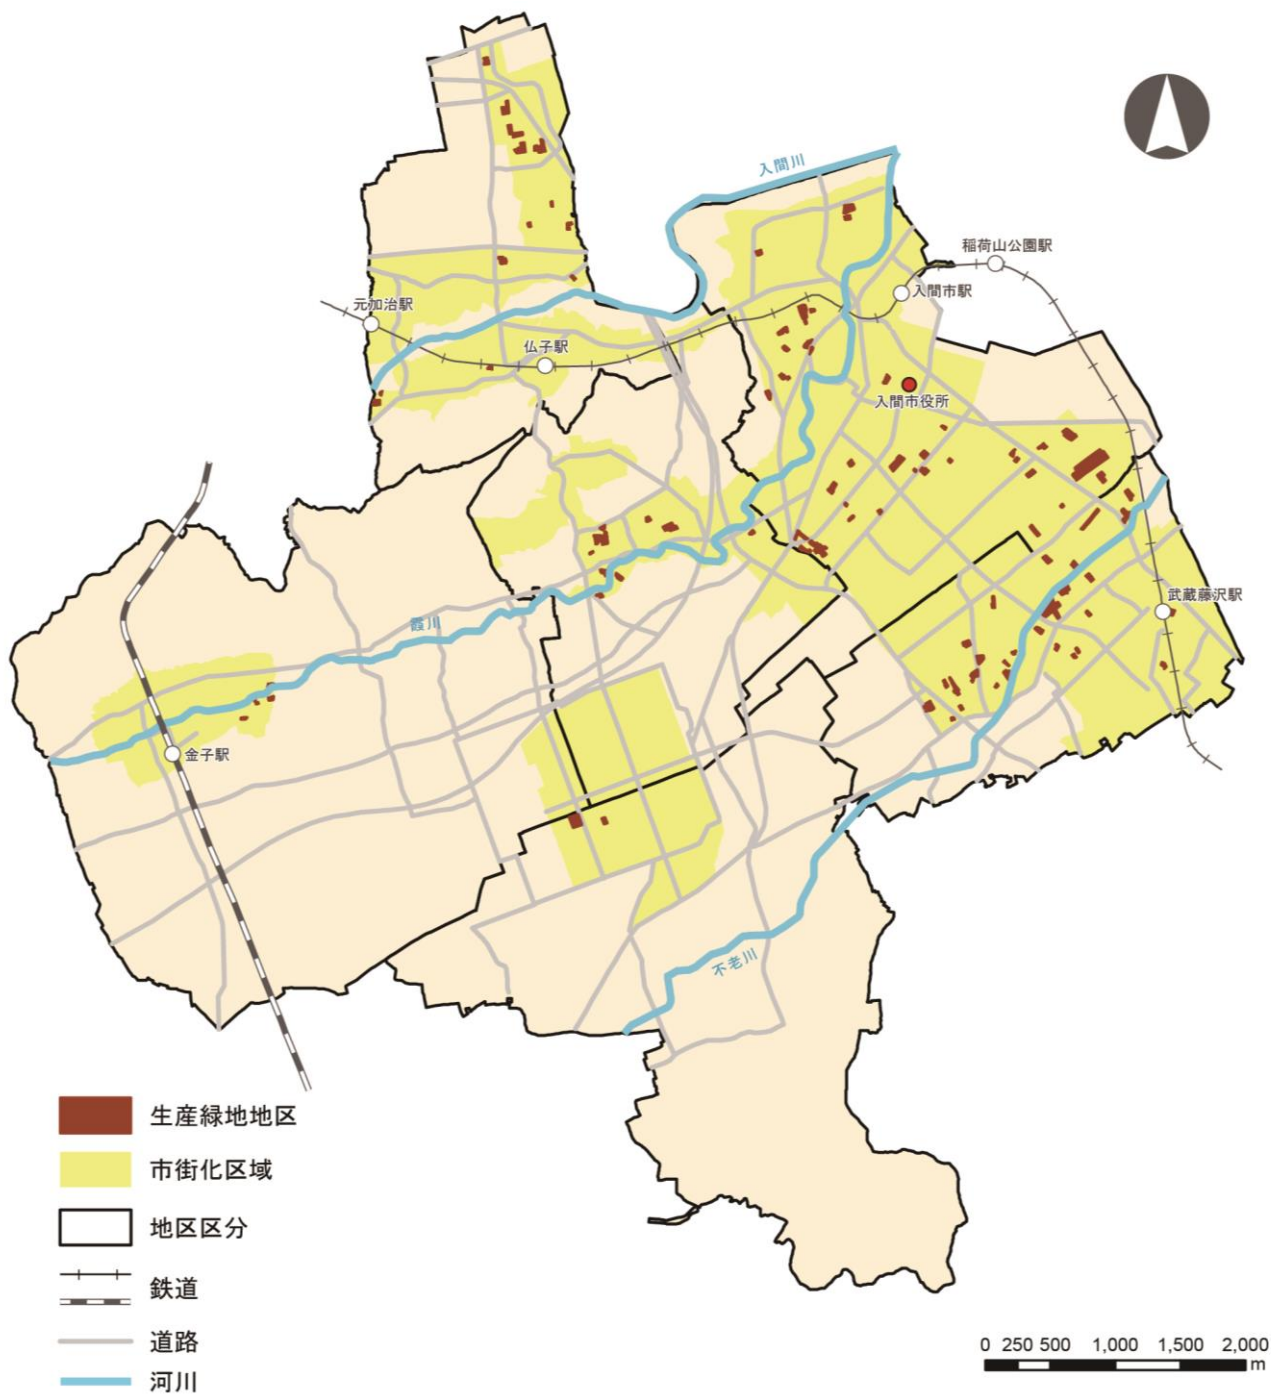 入間川
稲荷山公園駅
入間市駅
元加治駅
仏子駅
入間市役所
武蔵藤沢駅
霞川
金子駅
不老川
生産緑地地区
市街化区域
地区区分
鉄道
道路
河川
0 250 500 1,000 1,500 2,000
m